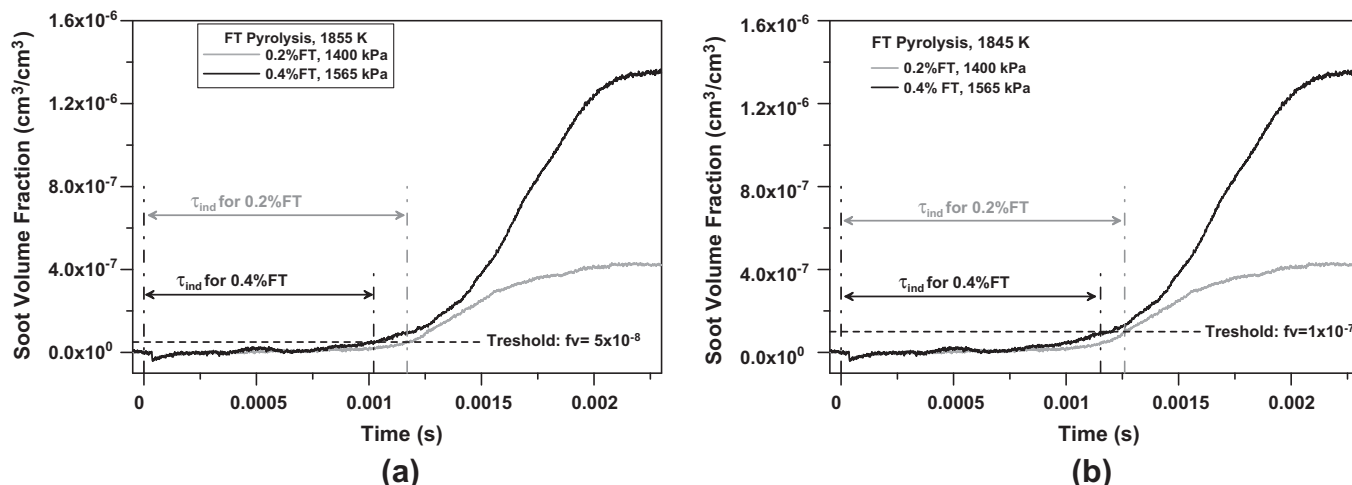 1.6x10⁻⁶
1.2x10⁻⁶
8.0x10⁻⁷
4.0x10⁻⁷
0.0x10⁰
Soot Volume Fraction (cm³/cm³)
FT Pyrolysis, 1855 K
0.2%FT, 1400 kPa
0.4%FT, 1565 kPa
τind for 0.2%FT
τind for 0.4%FT
Treshold: fv= 5x10⁻⁸
0 0.0005 0.001 0.0015 0.002
Time (s)
(a)
1.6x10⁻⁶
1.2x10⁻⁶
8.0x10⁻⁷
4.0x10⁻⁷
0.0x10⁰
Soot Volume Fraction (cm³/cm³)
FT Pyrolysis, 1845 K
0.2%FT, 1400 kPa
0.4% FT, 1565 kPa
τind for 0.2%FT
τind for 0.4%FT
Treshold: fv=1x10⁻⁷
0 0.0005 0.001 0.0015 0.002
Time (s)
(b)